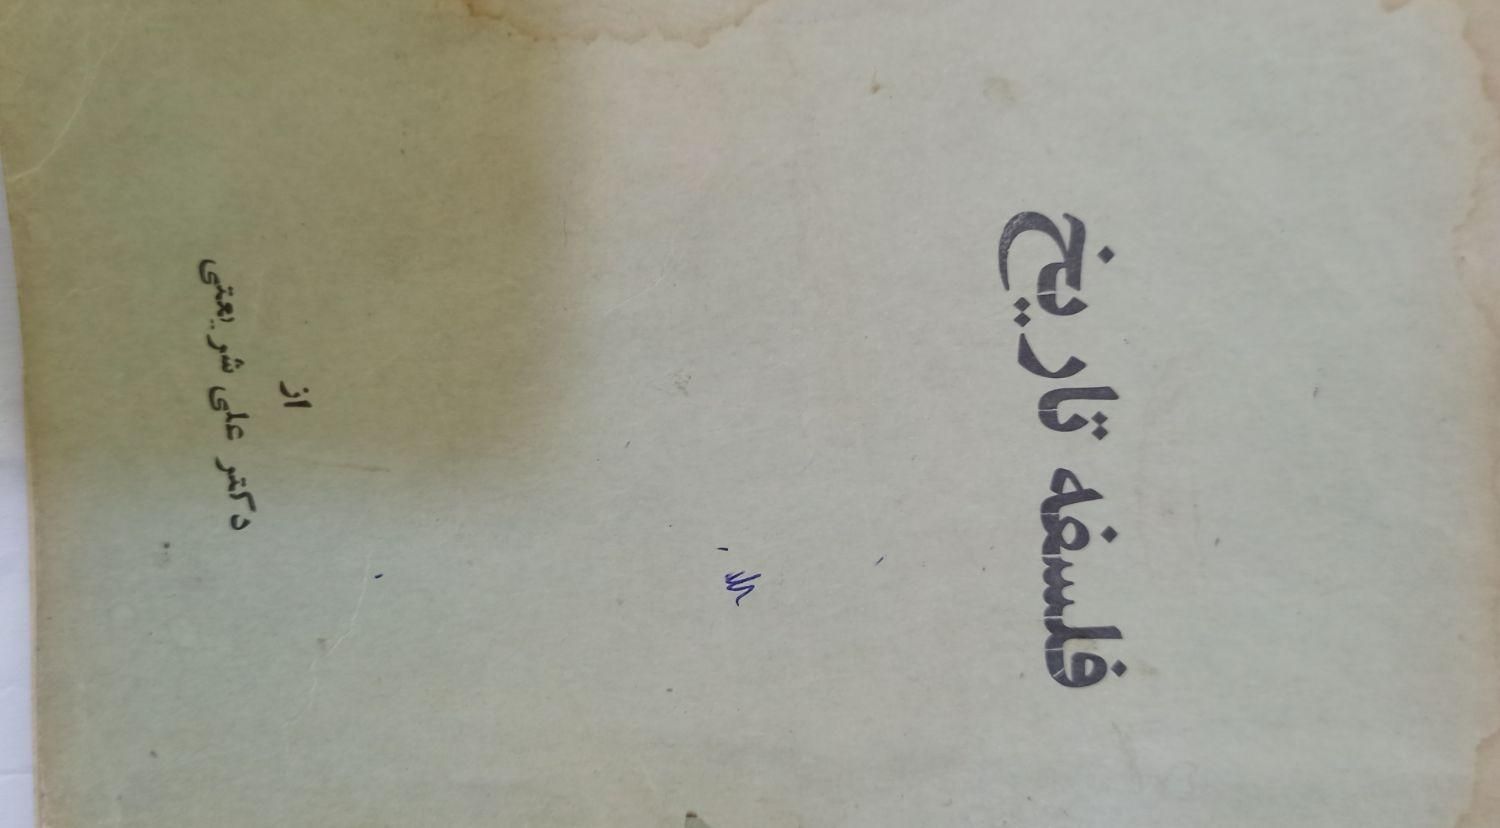 فلسفه تاریخ
از
دکتر علی شریعتی